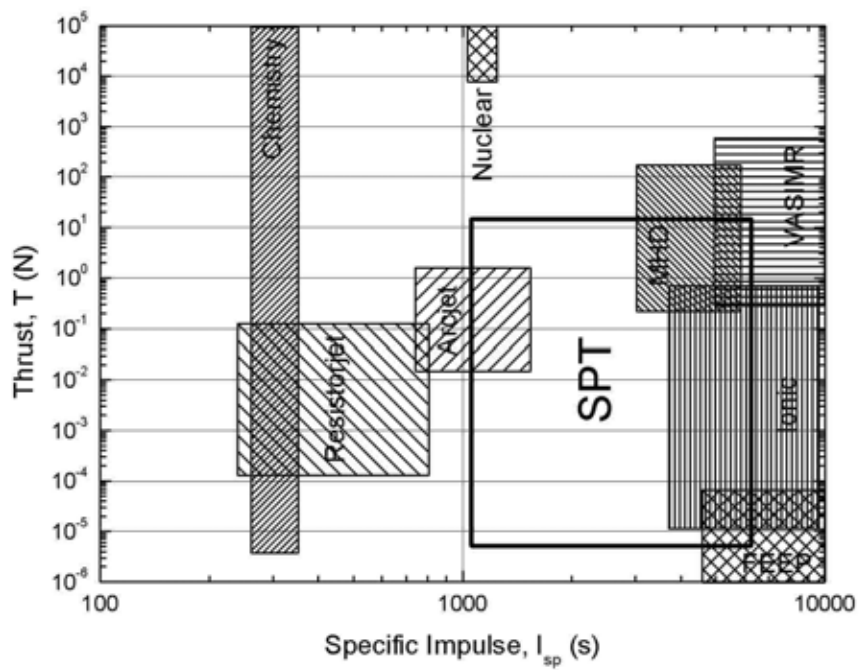 Thrust, T (N)
10⁵
10⁴
10³
10²
10¹
10⁰
10⁻¹
10⁻²
10⁻³
10⁻⁴
10⁻⁵
10⁻⁶
Chemistry
Nuclear
VASIMR
MHD
Arcjet
Resistorjet
SPT
Ionic
FEEP
100
1000
10000
Specific Impulse, Iₛₚ (s)